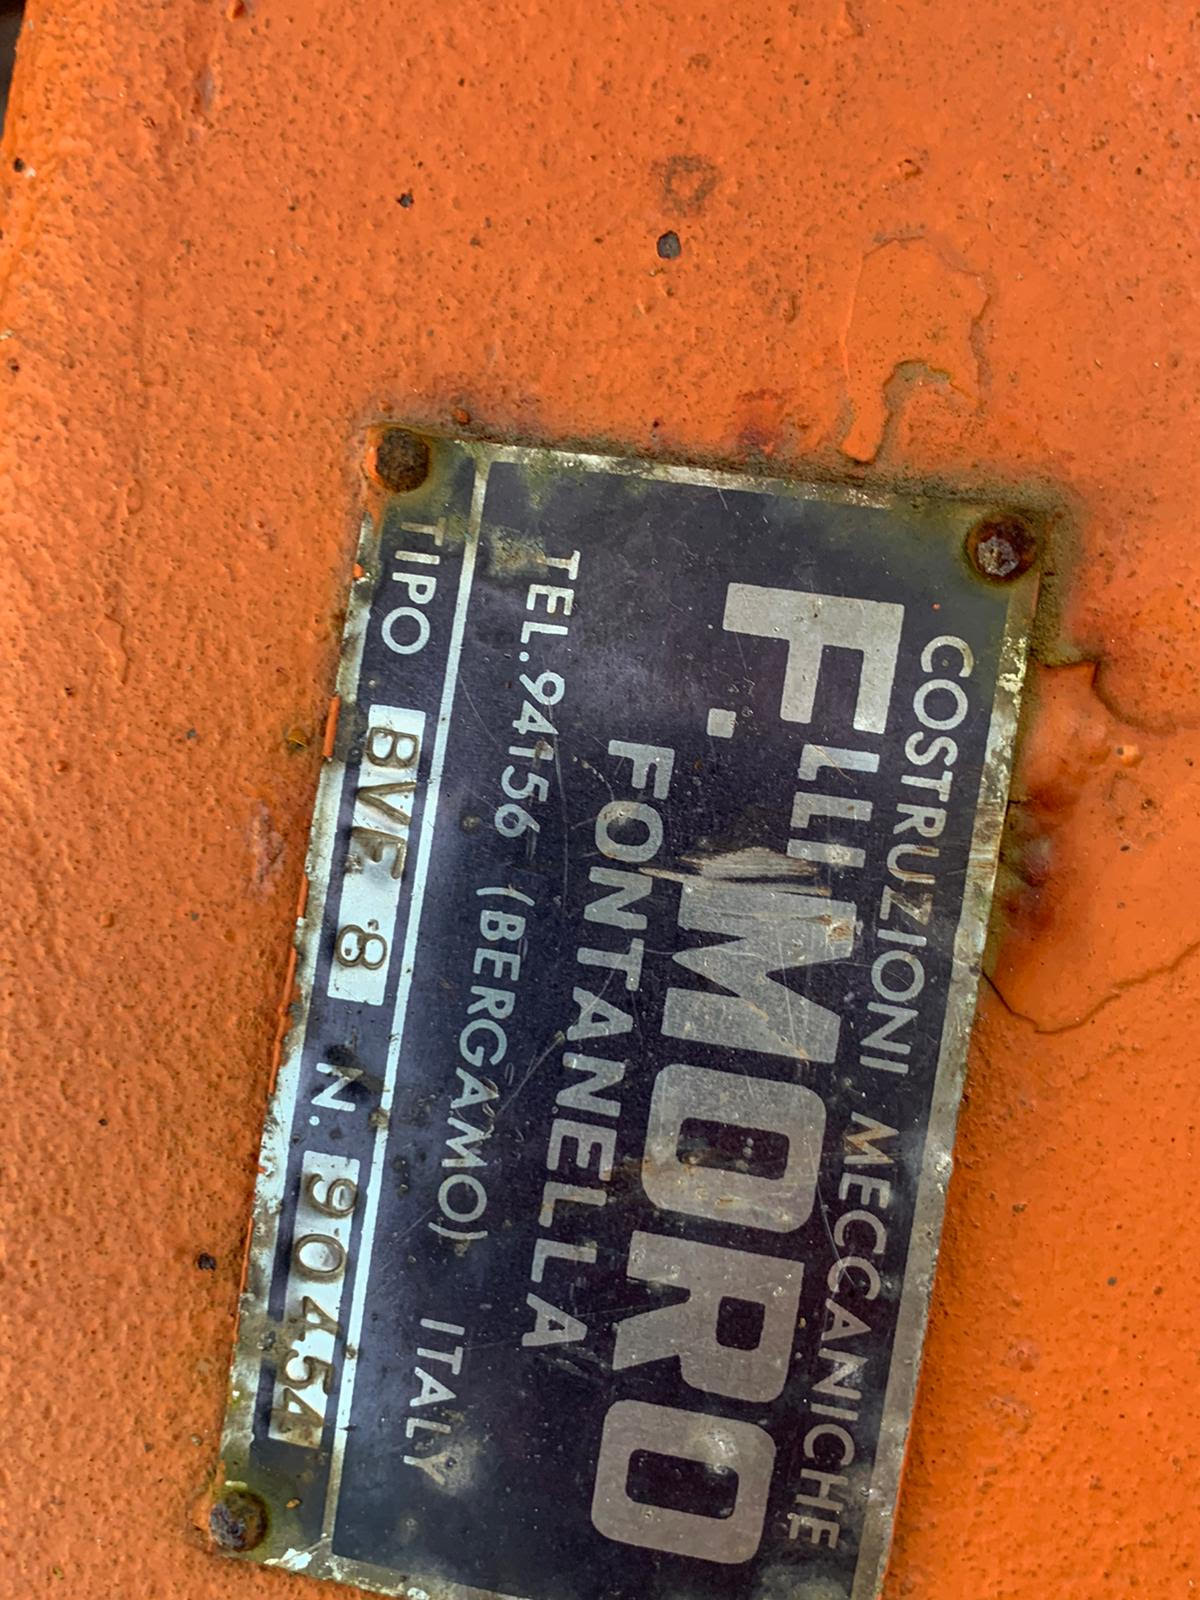 COSTRUZIONI MECCANICHE
F.LLI MORO
FONTANELLA
TEL. 94156 (BERGAMO) ITALY
TIPO BVF 8 N. 90454